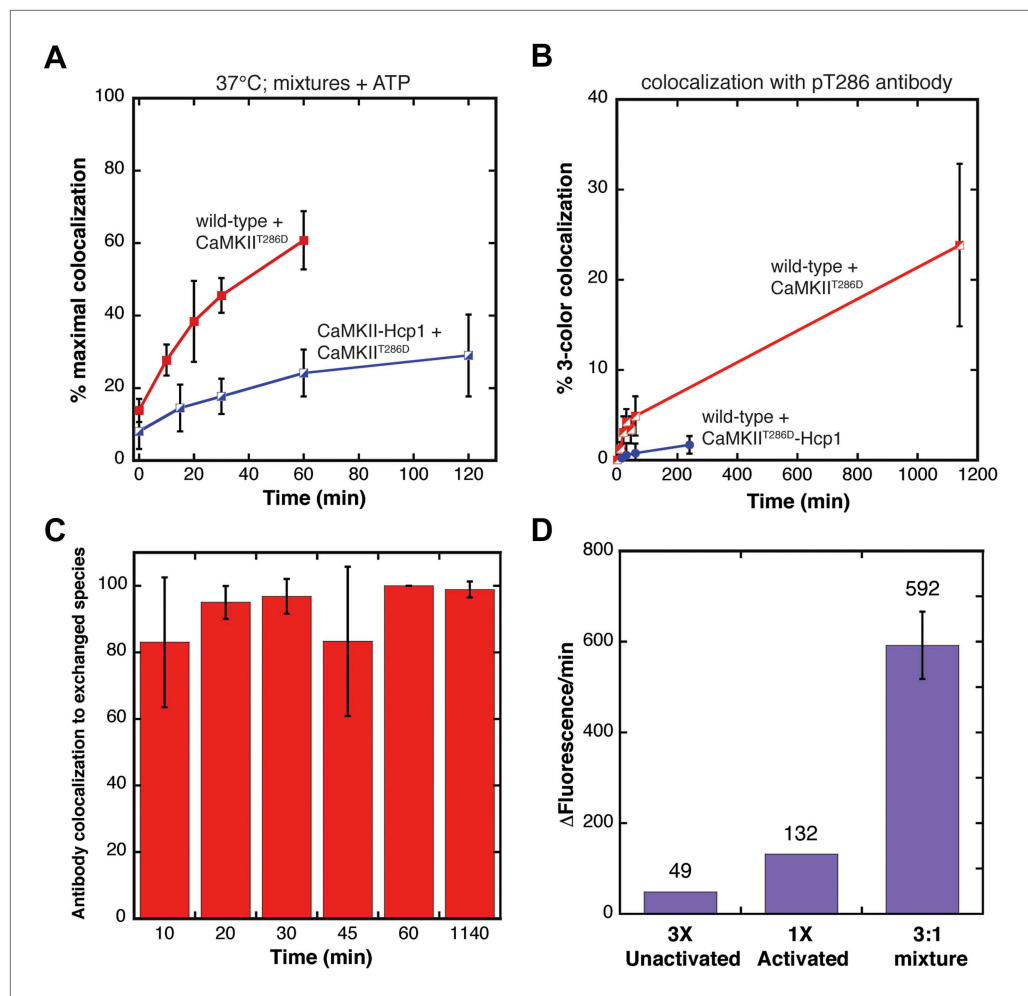 A
37°C; mixtures + ATP
% maximal colocalization
100
80
60
40
20
0
wild-type +
CaMKIIT286D
CaMKII-Hcp1 +
CaMKIIT286D
0 20 40 60 80 100 120
Time (min)
B
colocalization with pT286 antibody
% 3-color colocalization
40
30
20
10
0
wild-type +
CaMKIIT286D
wild-type +
CaMKIIT286D-Hcp1
0 200 400 600 800 1000 1200
Time (min)
C
Antibody colocalization to exchanged species
100
80
60
40
20
0
10 20 30 45 60 1140
Time (min)
D
ΔFluorescence/min
800
600
400
200
0
49
132
592
3X
Unactivated
1X
Activated
3:1
mixture